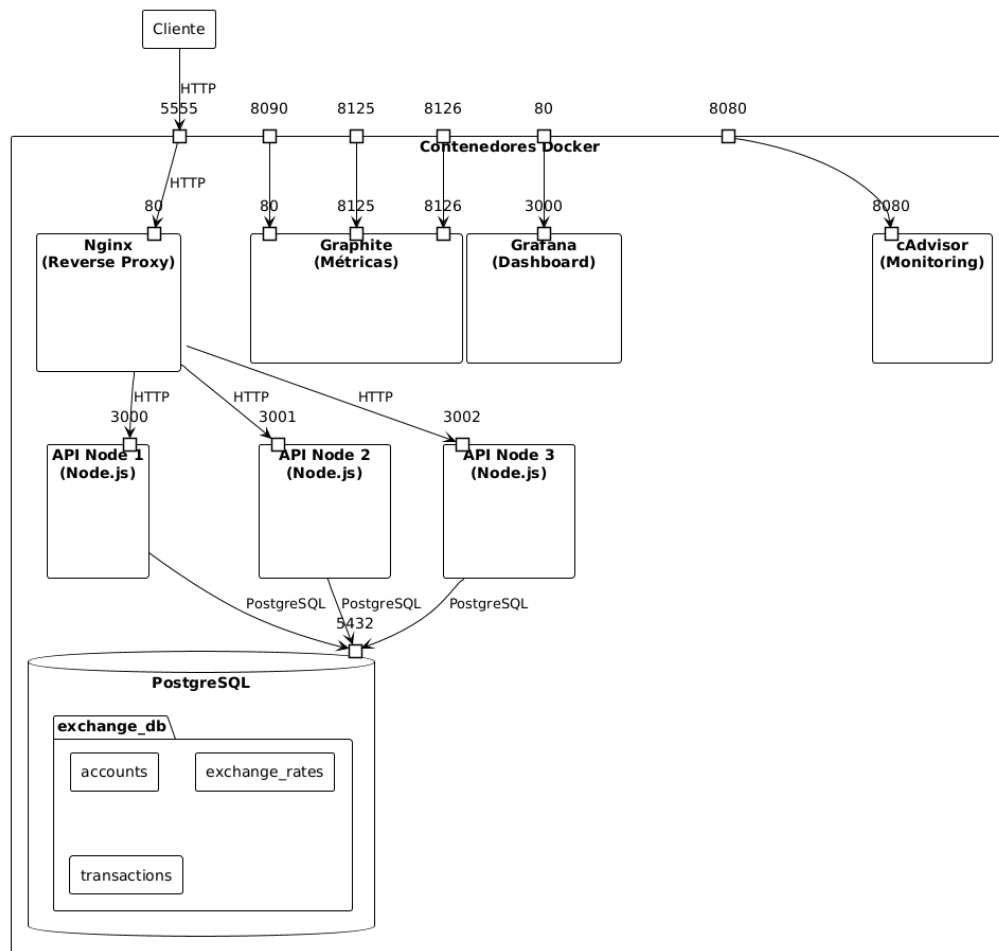 Cliente
HTTP
5555
8090
8125
8126
80
8080
Contenedores Docker
HTTP
80
80
8125
8126
3000
8080
Nginx
(Reverse Proxy)
Graphite
(Métricas)
Grafana
(Dashboard)
cAdvisor
(Monitoring)
HTTP
HTTP
HTTP
3000
3001
3002
API Node 1
(Node.js)
API Node 2
(Node.js)
API Node 3
(Node.js)
PostgreSQL
PostgreSQL
PostgreSQL
5432
PostgreSQL
exchange_db
accounts
exchange_rates
transactions